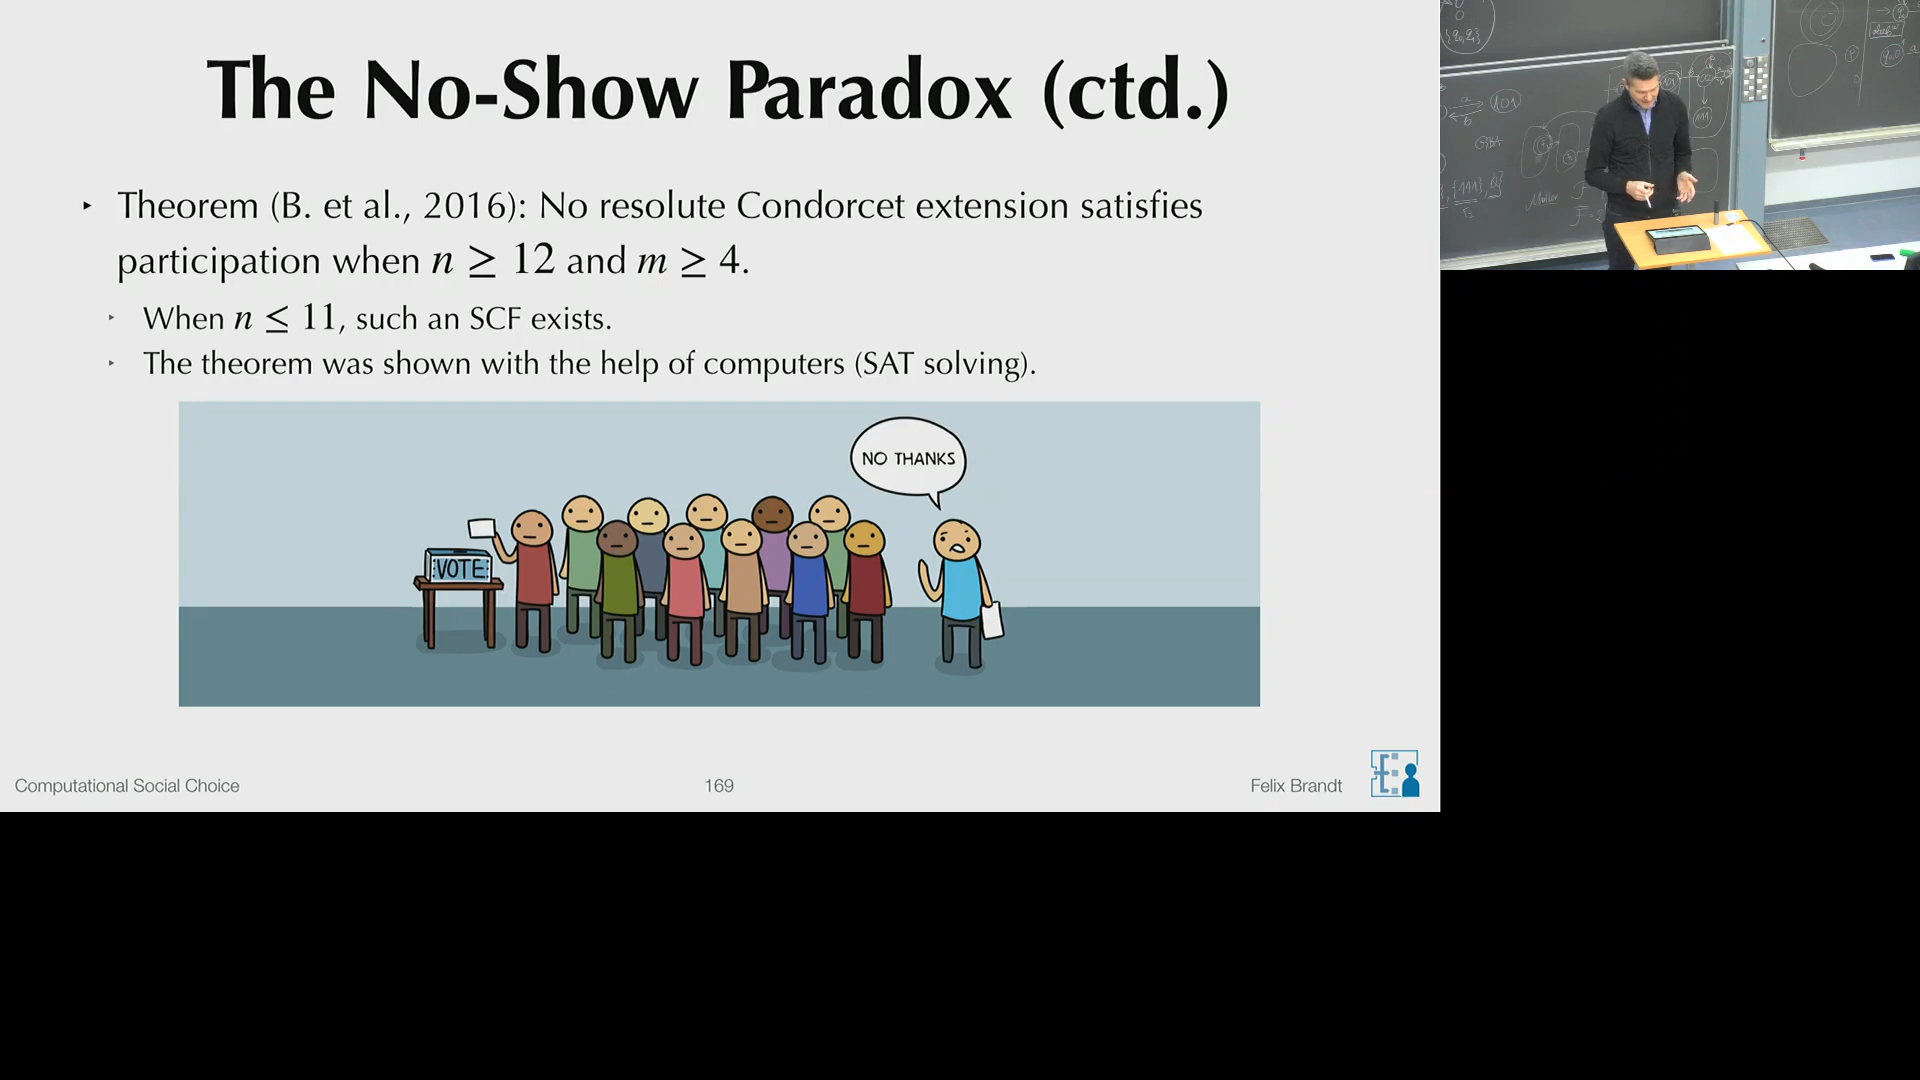 The No-Show Paradox (ctd.)
‣ Theorem (B. et al., 2016): No resolute Condorcet extension satisfies
participation when n ≥ 12 and m ≥ 4.
‣ When n ≤ 11, such an SCF exists.
‣ The theorem was shown with the help of computers (SAT solving).
NO THANKS
VOTE
Computational Social Choice
169
Felix Brandt